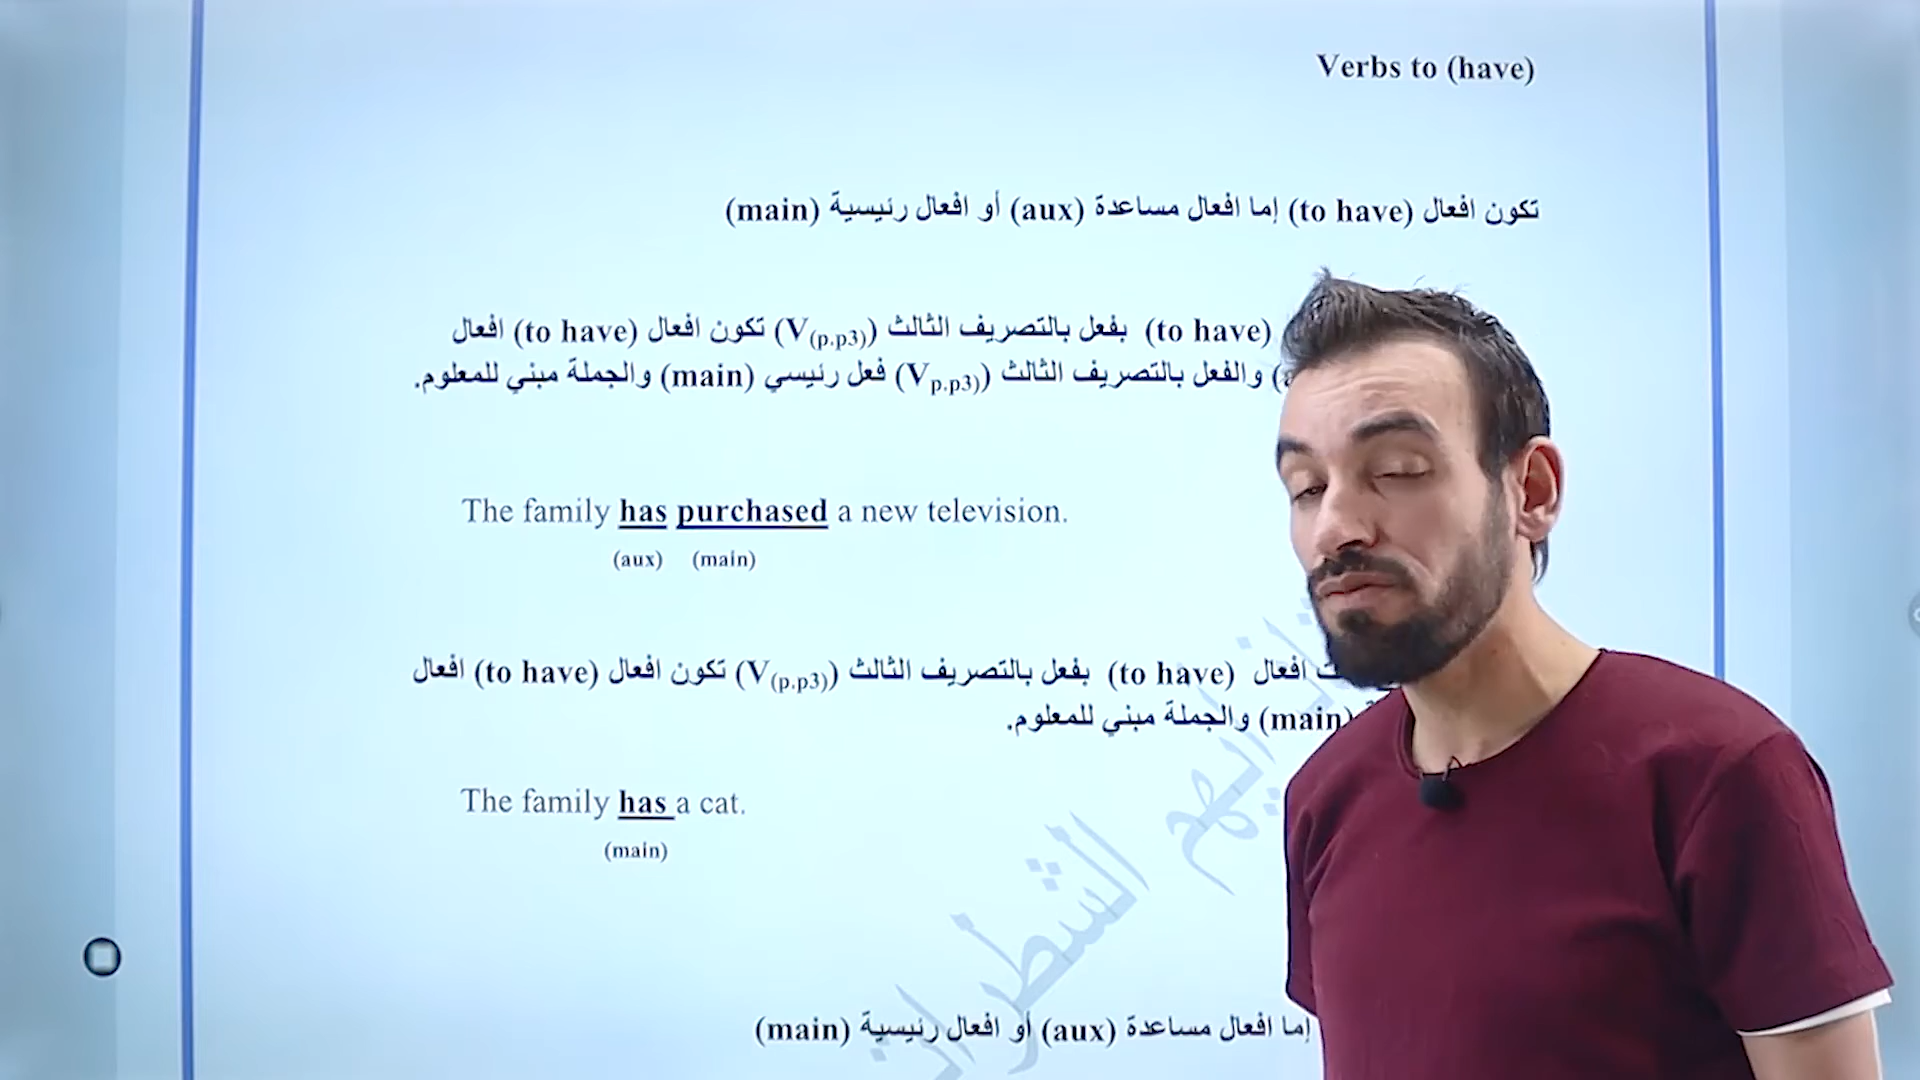 Verbs to (have)
تكون افعال (to have) إما افعال مساعدة (aux) أو افعال رئيسية (main)
(to have) بفعل بالتصريف الثالث (V(p.p3)) تكون افعال (to have) افعال
والفعل بالتصريف الثالث (Vp.p3)) فعل رئيسي (main) والجملة مبني للمعلوم.
The family has purchased a new television.
(aux) (main)
افعال (to have) بفعل بالتصريف الثالث (V(p.p3)) تكون افعال (to have) افعال
(main) والجملة مبني للمعلوم.
The family has a cat.
(main)
إما افعال مساعدة (aux) أو افعال رئيسية (main)